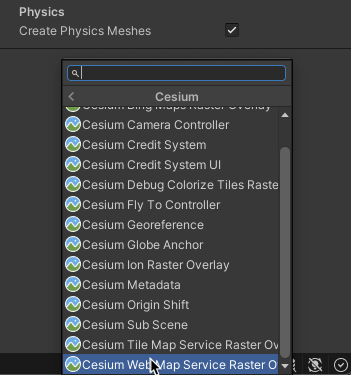 Physics
Create Physics Meshes
Cesium
Cesium Bing Maps Raster Overlay
Cesium Camera Controller
Cesium Credit System
Cesium Credit System UI
Cesium Debug Colorize Tiles Raste
Cesium Fly To Controller
Cesium Georeference
Cesium Globe Anchor
Cesium Ion Raster Overlay
Cesium Metadata
Cesium Origin Shift
Cesium Sub Scene
Cesium Tile Map Service Raster Ov
Cesium Web Map Service Raster O